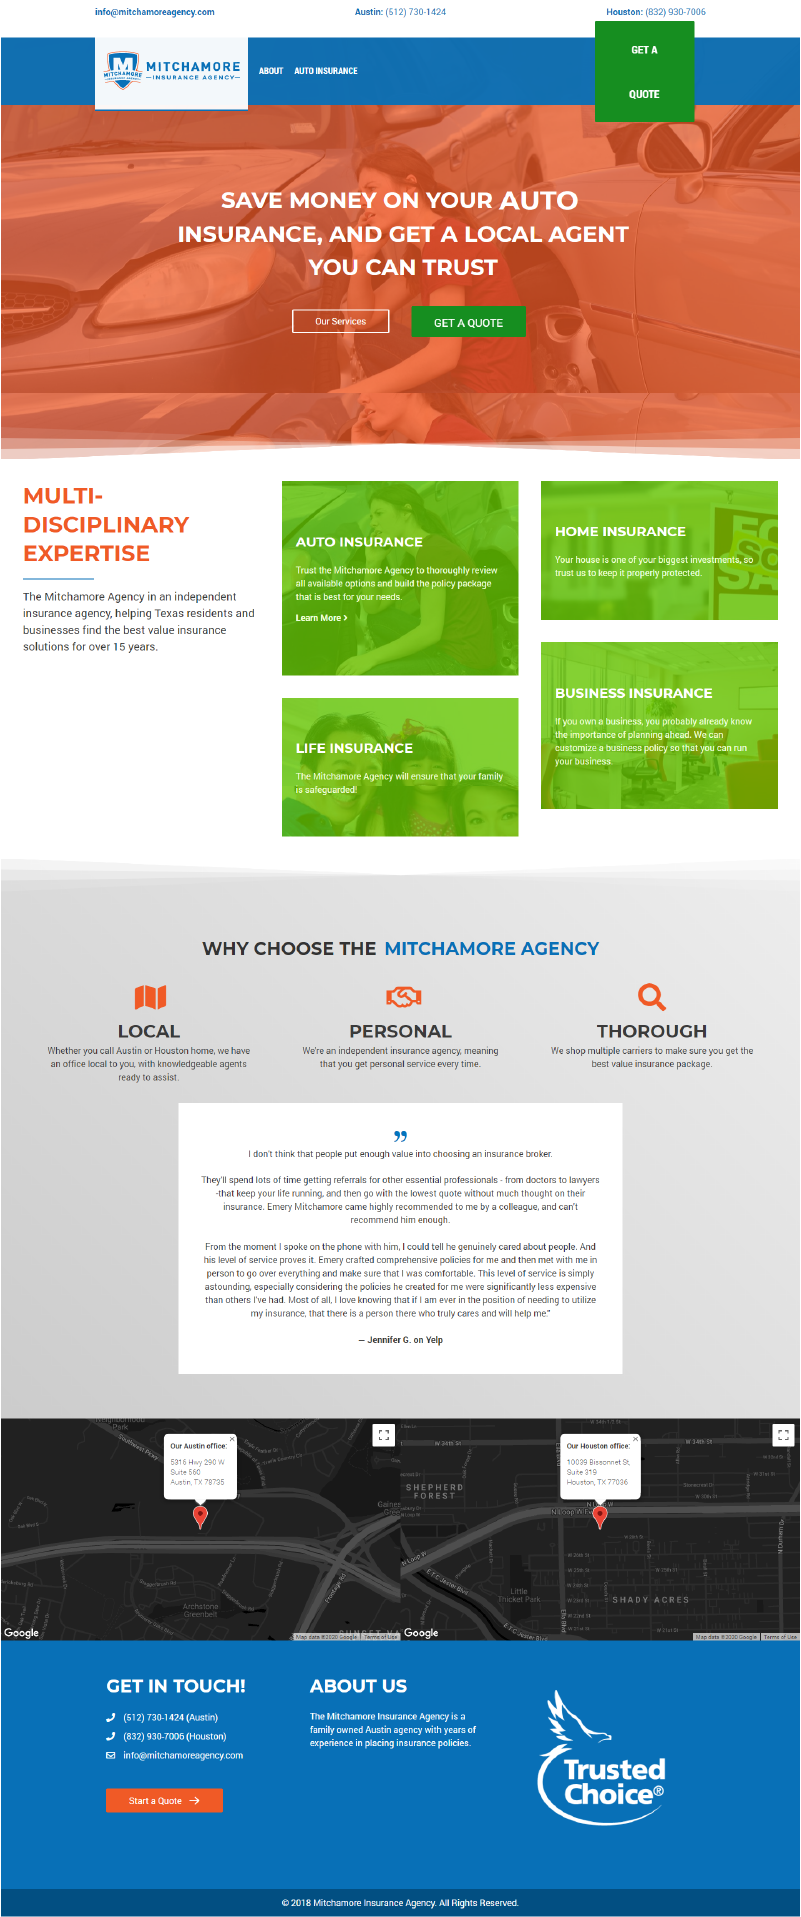 info@mitchamoreagency.com
Austin: (512) 730-1424
Houston: (832) 930-7006
MITCHAMORE
INSURANCE AGENCY
ABOUT
AUTO INSURANCE
GET A
QUOTE
SAVE MONEY ON YOUR AUTO
INSURANCE, AND GET A LOCAL AGENT
YOU CAN TRUST
Our Services
GET A QUOTE
MULTI-
DISCIPLINARY
EXPERTISE
The Mitchamore Agency in an independent
insurance agency, helping Texas residents and
businesses find the best value insurance
solutions for over 15 years.
AUTO INSURANCE
Trust the Mitchamore Agency to thoroughly review
all available options and build the policy package
that is best for your needs.
Learn More
LIFE INSURANCE
The Mitchamore Agency will ensure that your family
is safeguarded!
HOME INSURANCE
Your house is one of your biggest investments, so
trust us to keep it properly protected.
BUSINESS INSURANCE
If you own a business, you probably already know
the importance of planning ahead. We can
customize a business policy so that you can run
your business.
WHY CHOOSE THE MITCHAMORE AGENCY
LOCAL
Whether you call Austin or Houston home, we have
an office local to you, with knowledgeable agents
ready to assist.
PERSONAL
We're an independent insurance agency, meaning
that you get personal service every time.
THOROUGH
We shop multiple carriers to make sure you get the
best value insurance package.
I don't think that people put enough value into choosing an insurance broker.
They'll spend lots of time getting referrals for other essential professionals - from doctors to lawyers
-that keep your life running, and then go with the lowest quote without much thought on their
insurance. Emery Mitchamore came highly recommended to me by a colleague, and can't
recommend him enough.
From the moment I spoke on the phone with him, I could tell he genuinely cared about people. And
his level of service proves it. Emery crafted comprehensive policies for me and then met with me in
person to go over everything and make sure that I was comfortable. This level of service is simply
astounding, especially considering the policies he created for me were significantly less expensive
than others I've had. Most of all, I love knowing that if I am ever in the position of needing to utilize
my insurance, that there is a person there who truly cares and will help me."
— Jennifer G. on Yelp
Our Austin office:
5316 Hwy 290 W
Suite 560
Austin, TX 78735
Archstone
Greenbelt
Google
Map data ©2020 Google
Terms of Use
Our Houston office:
10039 Bissonnet St,
Suite 319
Houston, TX 77036
W 34th St
SHEPHERD
FOREST
N Loop W
Little
Thicket Park
SHADY ACRES
Google
Map data ©2020 Google
Terms of Use
GET IN TOUCH!
(512) 730-1424 (Austin)
(832) 930-7006 (Houston)
info@mitchamoreagency.com
Start a Quote
ABOUT US
The Mitchamore Insurance Agency is a
family owned Austin agency with years of
experience in placing insurance policies.
Trusted
Choice®
© 2018 Mitchamore Insurance Agency. All Rights Reserved.